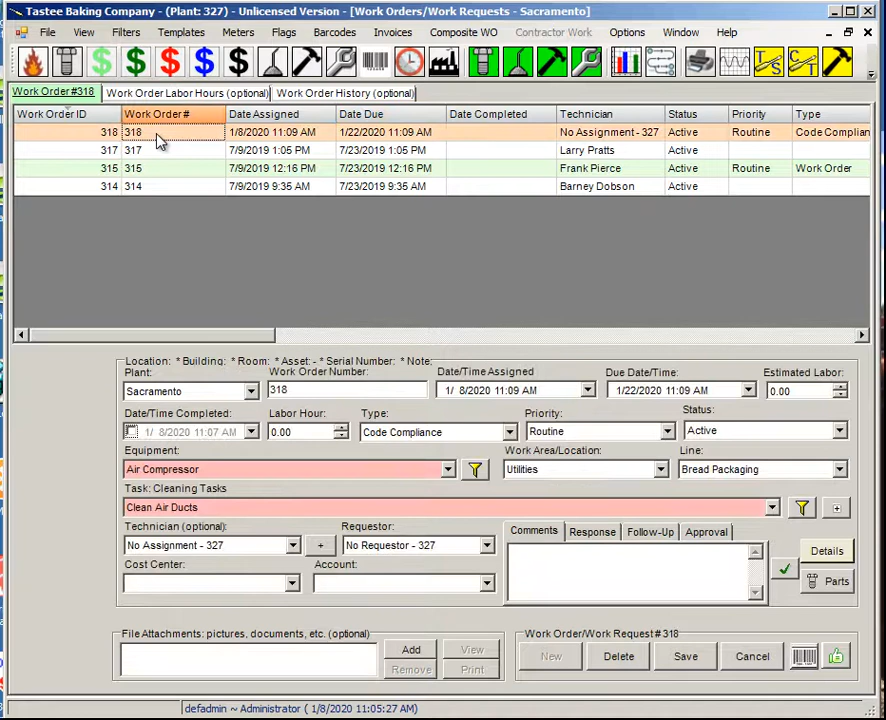 Tastee Baking Company - (Plant: 327) - Unlicensed Version - [Work Orders/Work Requests - Sacramento]
File View Filters Templates Meters Flags Barcodes Invoices Composite WO Contractor Work Options Window Help
$ $ $ $ T/S C/T
Work Order #318 Work Order Labor Hours (optional) Work Order History (optional)
Work Order ID Work Order # Date Assigned Date Due Date Completed Technician Status Priority Type
318 318 1/8/2020 11:09 AM 1/22/2020 11:09 AM No Assignment - 327 Active Routine Code Complian
317 317 7/9/2019 1:05 PM 7/23/2019 1:05 PM Larry Pratts Active
315 315 7/9/2019 12:16 PM 7/23/2019 12:16 PM Frank Pierce Active Routine Work Order
314 314 7/9/2019 9:35 AM 7/23/2019 9:35 AM Barney Dobson Active
Location: * Building: * Room: * Asset: - * Serial Number: * Note:
Plant: Work Order Number: Date/Time Assigned Due Date/Time: Estimated Labor:
Sacramento 318 1/ 8/2020 11:09 AM 1/22/2020 11:09 AM 0.00
Date/Time Completed: Labor Hour: Type: Priority: Status:
1/ 8/2020 11:07 AM 0.00 Code Compliance Routine Active
Equipment: Work Area/Location: Line:
Air Compressor Utilities Bread Packaging
Task: Cleaning Tasks
Clean Air Ducts
Technician (optional): Requestor: Comments Response Follow-Up Approval
No Assignment - 327 + No Requestor - 327 Details
Cost Center: Account: Parts
File Attachments: pictures, documents, etc. (optional) Work Order/Work Request # 318
Add View New Delete Save Cancel
Remove Print
defadmin ~ Administrator ( 1/8/2020 11:05:27 AM)